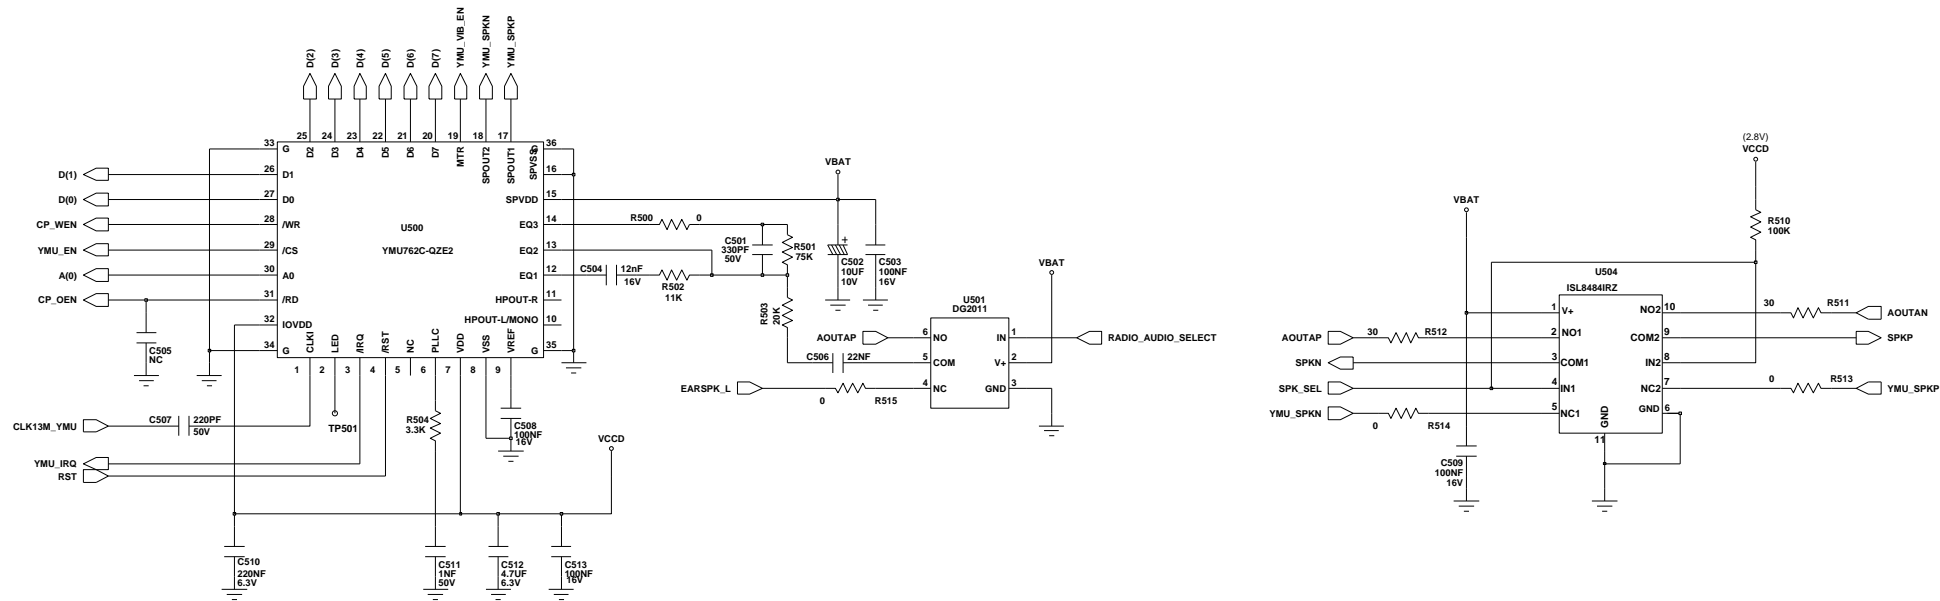 D(2)
D(3)
D(4)
D(5)
D(6)
D(7)
YMU_VIB_EN
YMU_SPKN
YMU_SPKP
25
24
23
22
21
20
19
18
17
D2
D3
D4
D5
D6
D7
MTR
SPOUT2
SPOUT1
SPVSS
33
G
G
36
D(1)
26
D1
16
D(0)
27
D0
SPVDD
15
CP_WEN
28
/WR
EQ3
14
YMU_EN
29
/CS
EQ2
13
A(0)
30
A0
EQ1
12
CP_OEN
31
/RD
HPOUT-R
11
32
IOVDD
HPOUT-L/MONO
10
34
G
G
35
U500
YMU762C-QZE2
CLKI
LED
/IRQ
/RST
NC
PLLC
VDD
VSS
VREF
1
2
3
4
5
6
7
8
9
C505
NC
R500
0
C501
330PF
50V
R501
75K
C504
12nF
16V
R502
11K
R503
20K
VBAT
C502
10UF
10V
C503
100NF
16V
C506
22NF
U501
DG2011
AOUTAP
6
NO
IN
1
RADIO_AUDIO_SELECT
5
COM
V+
2
EARSPK_L
4
NC
GND
3
0
R515
VBAT
CLK13M_YMU
C507
220PF
50V
TP501
R504
3.3K
C508
100NF
16V
YMU_IRQ
RST
VCCD
C510
220NF
6.3V
C511
1NF
50V
C512
4.7UF
6.3V
C513
100NF
16V
(2.8V)
VCCD
VBAT
R510
100K
U504
ISL8484IRZ
1
V+
NO2
10
30
R511
AOUTAN
AOUTAP
30
R512
2
NO1
COM2
9
SPKP
SPKN
3
COM1
IN2
8
SPK_SEL
4
IN1
NC2
7
0
R513
YMU_SPKP
YMU_SPKN
0
R514
5
NC1
GND
6
GND
11
C509
100NF
16V